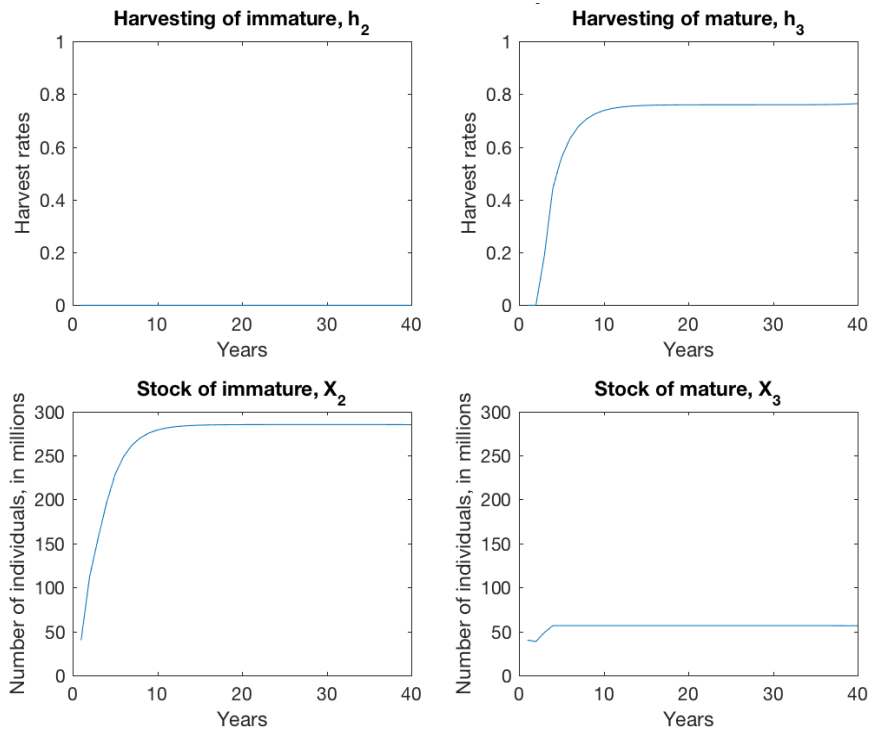 Harvesting of immature, h2
Harvest rates
1
0.8
0.6
0.4
0.2
0
0 10 20 30 40
Years
Harvesting of mature, h3
Harvest rates
1
0.8
0.6
0.4
0.2
0
0 10 20 30 40
Years
Stock of immature, X2
Number of individuals, in millions
300
250
200
150
100
50
0
0 10 20 30 40
Years
Stock of mature, X3
Number of individuals, in millions
300
250
200
150
100
50
0
0 10 20 30 40
Years